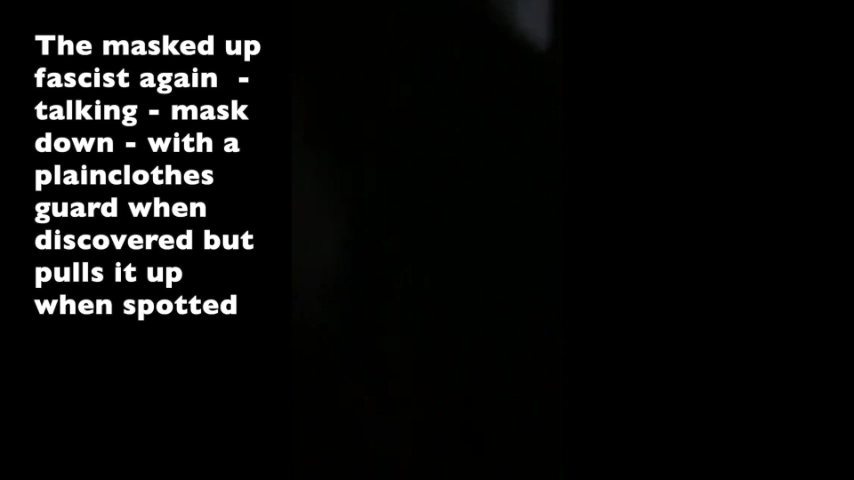 The masked up
fascist again -
talking - mask
down - with a
plainclothes
guard when
discovered but
pulls it up
when spotted